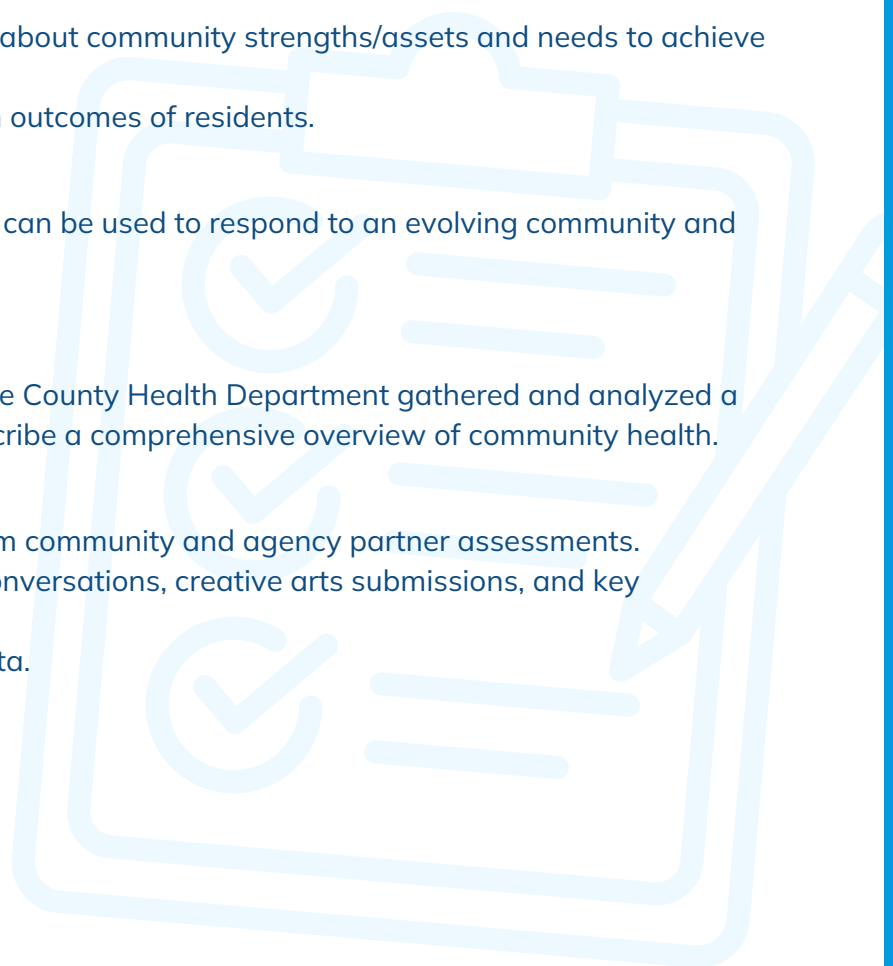 about community strengths/assets and needs to achieve
outcomes of residents.
can be used to respond to an evolving community and
e County Health Department gathered and analyzed a
cribe a comprehensive overview of community health.
m community and agency partner assessments.
onversations, creative arts submissions, and key
ta.